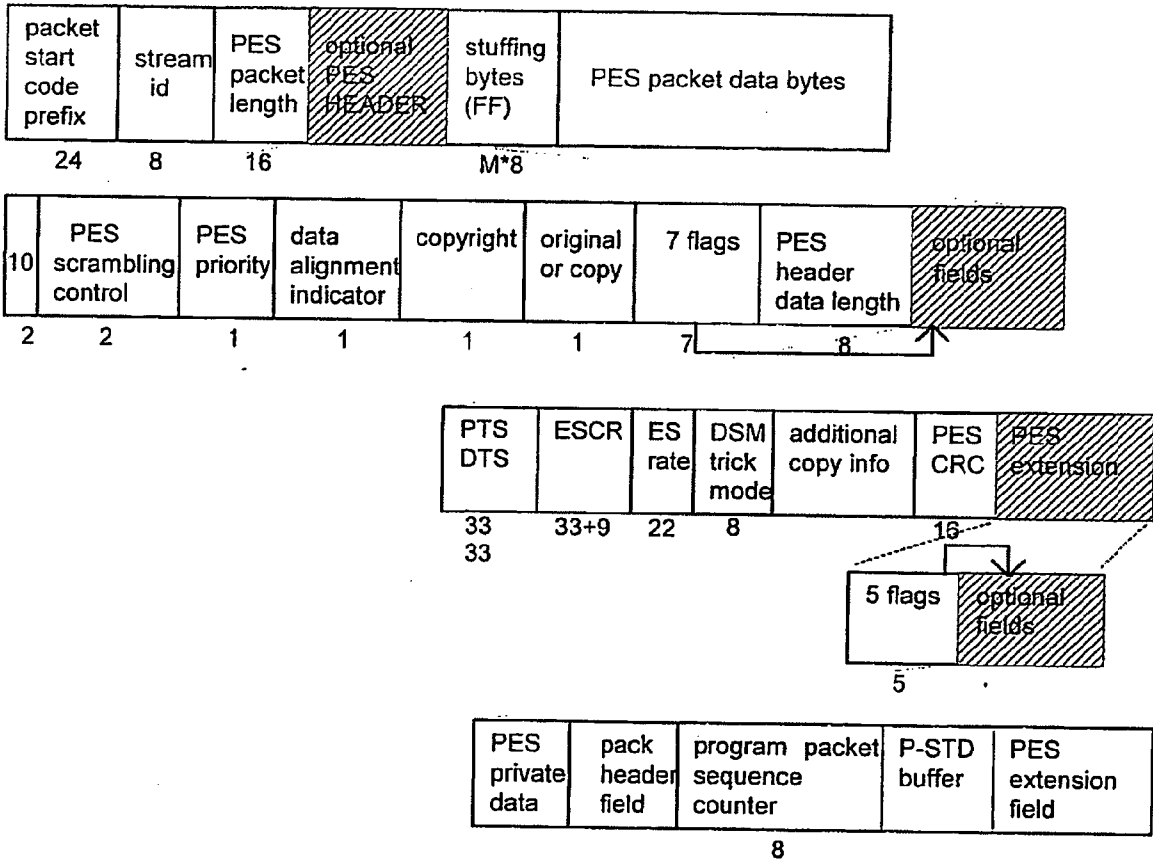 packet start code prefix
stream id
PES packet length
optional PES HEADER
stuffing bytes (FF)
PES packet data bytes
24 8 16 M*8
10
PES scrambling control
PES priority
data alignment indicator
copyright
original or copy
7 flags
PES header data length
optional fields
2 2 1 1 1 1 7 8
PTS DTS
ESCR
ES rate
DSM trick mode
additional copy info
PES CRC
PES extension
33 33+9 22 8 16
33
5 flags
optional fields
5
PES private data
pack header field
program packet sequence counter
P-STD buffer
PES extension field
8